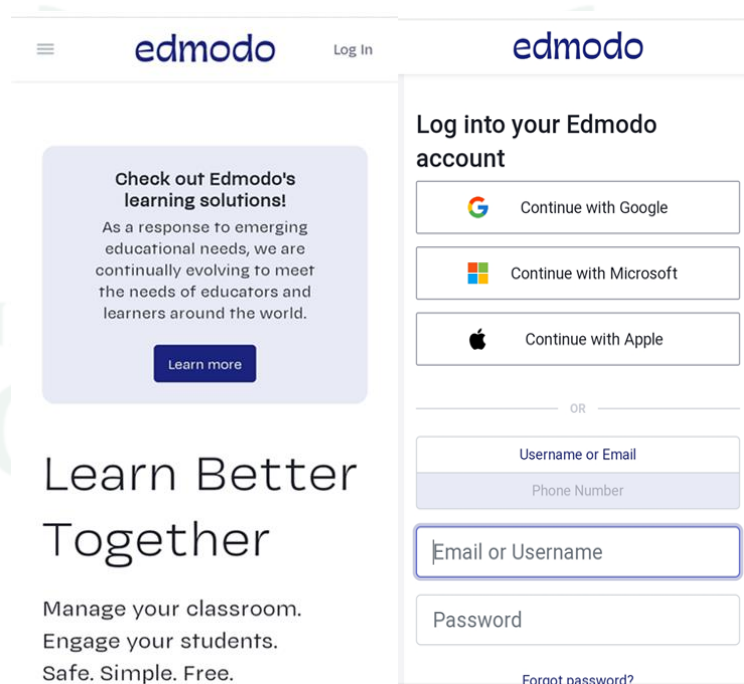 edmodo
Log In
Check out Edmodo's
learning solutions!
As a response to emerging
educational needs, we are
continually evolving to meet
the needs of educators and
learners around the world.
Learn more
Learn Better
Together
Manage your classroom.
Engage your students.
Safe. Simple. Free.
edmodo
Log into your Edmodo
account
Continue with Google
Continue with Microsoft
Continue with Apple
OR
Username or Email
Phone Number
Email or Username
Password
Forgot password?